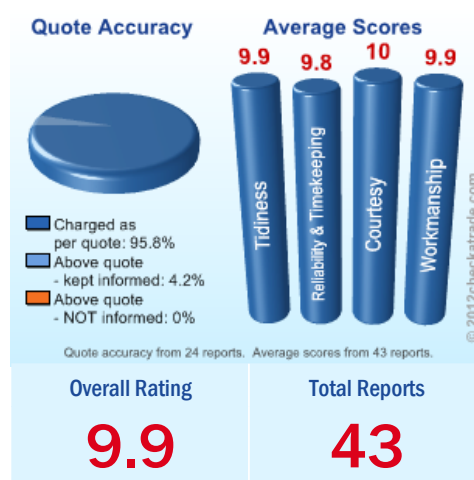 Quote Accuracy
Charged as
per quote: 95.8%
Above quote
- kept informed: 4.2%
Above quote
- NOT informed: 0%
Average Scores
9.9
9.8
10
9.9
Tidiness
Reliability & Timekeeping
Courtesy
Workmanship
© 2012checkatrade.com
Quote accuracy from 24 reports. Average scores from 43 reports.
Overall Rating
9.9
Total Reports
43